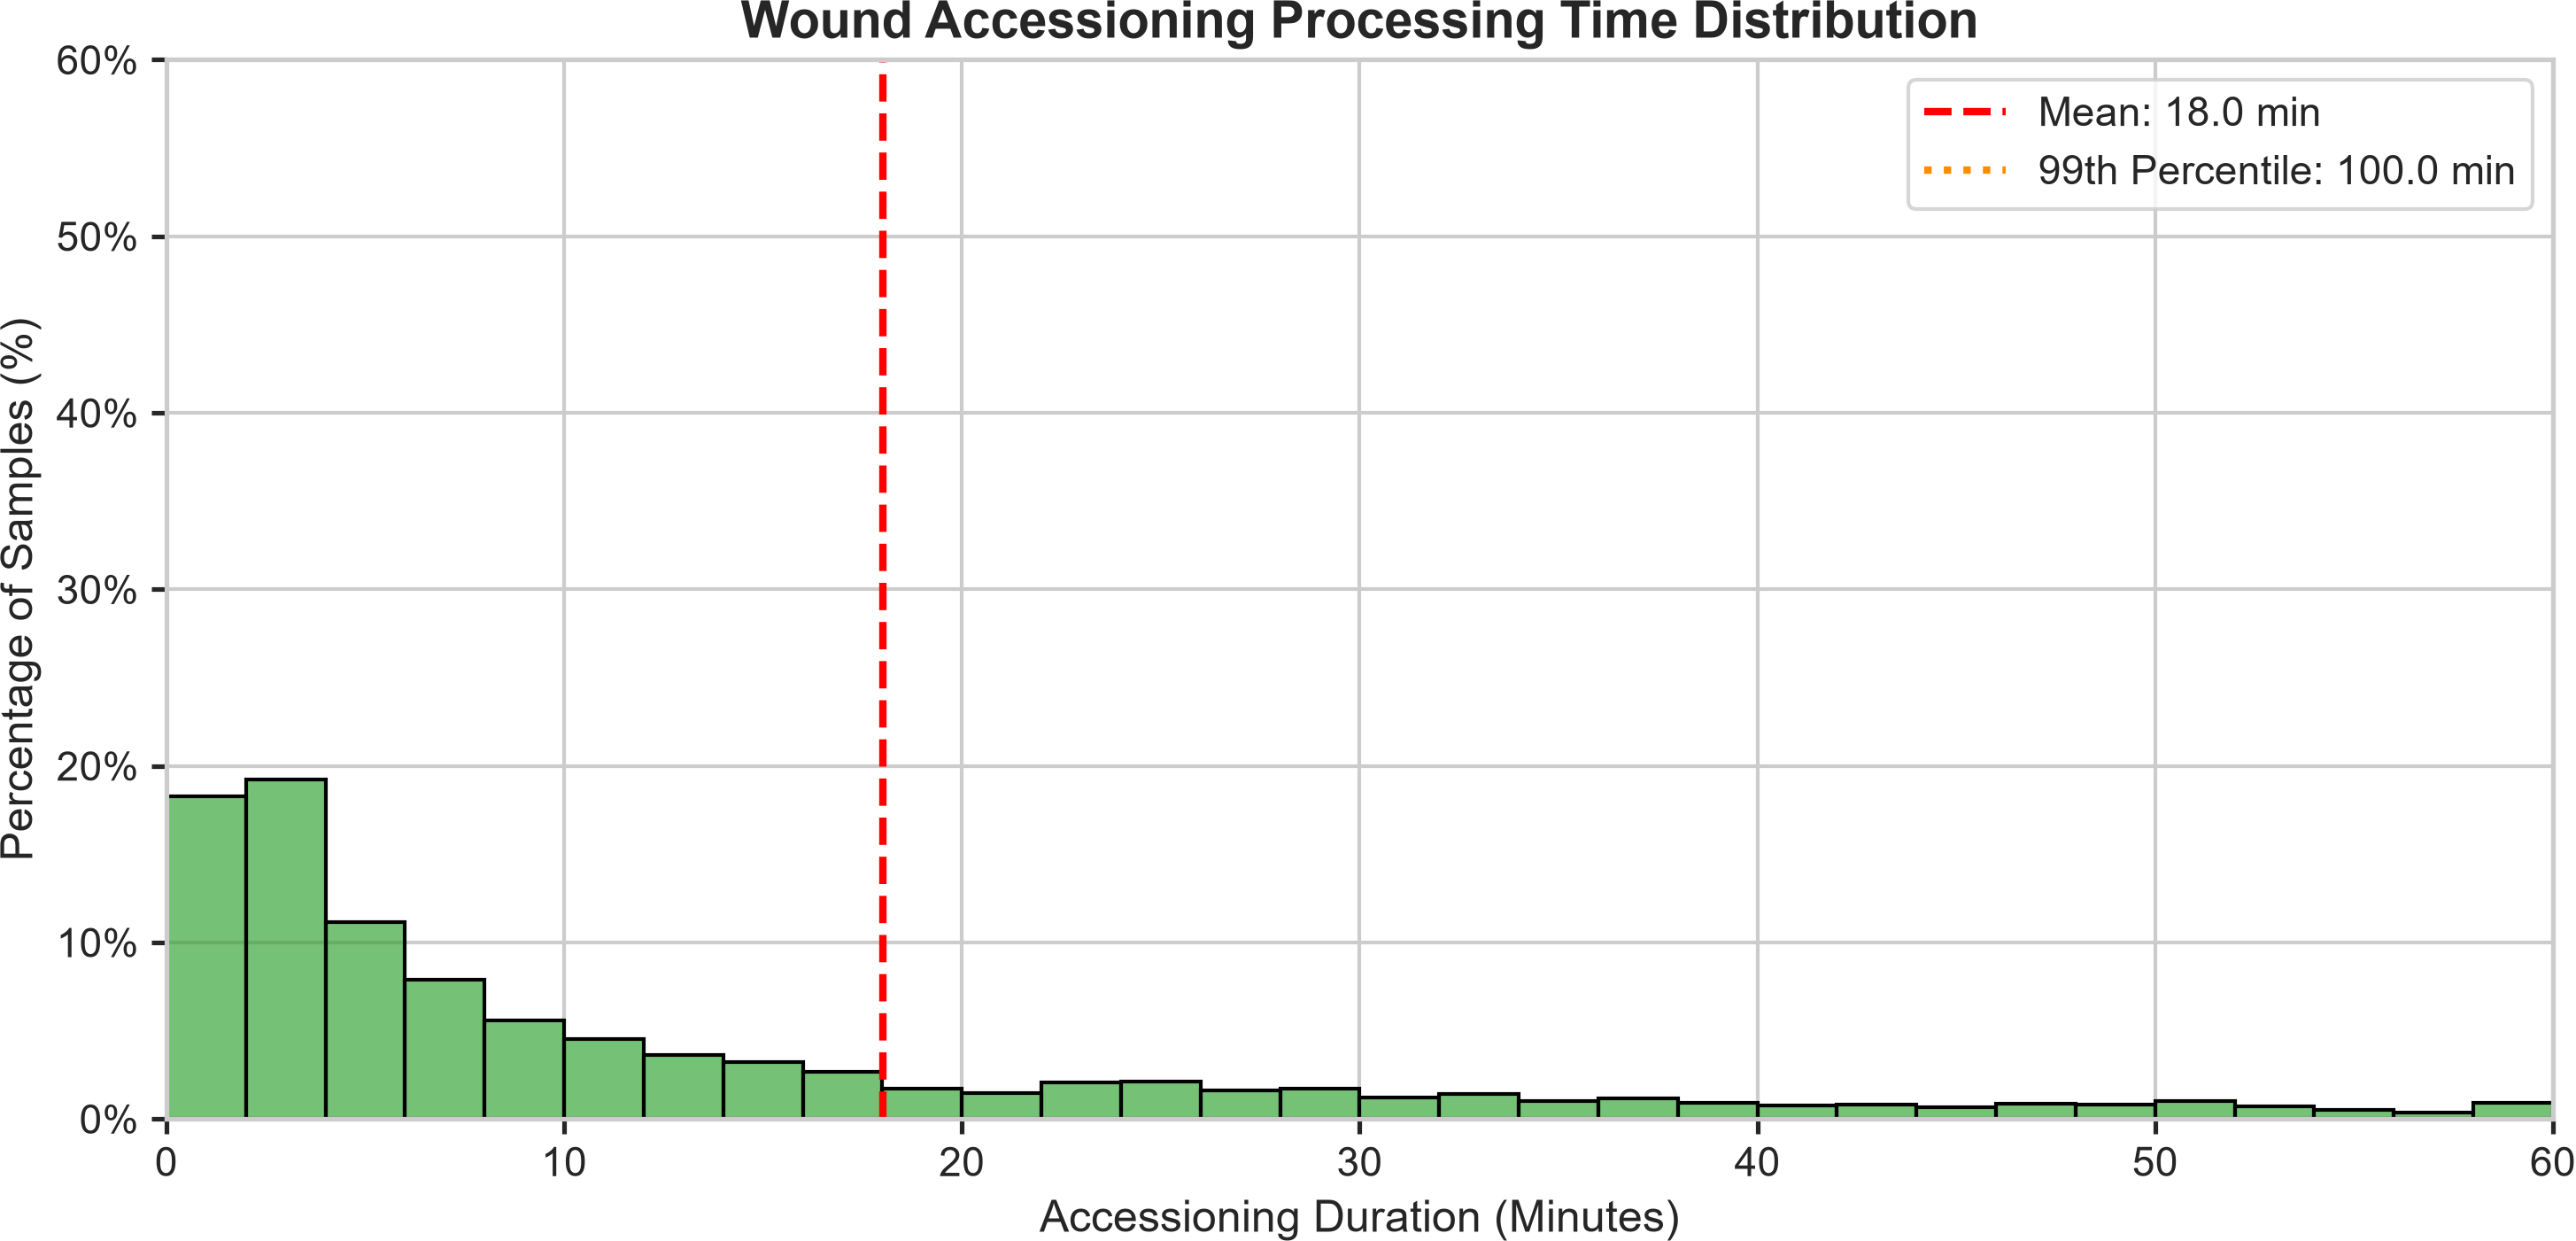 Wound Accessioning Processing Time Distribution
Mean: 18.0 min
99th Percentile: 100.0 min
Percentage of Samples (%)
60%
50%
40%
30%
20%
10%
0%
0 10 20 30 40 50 60
Accessioning Duration (Minutes)